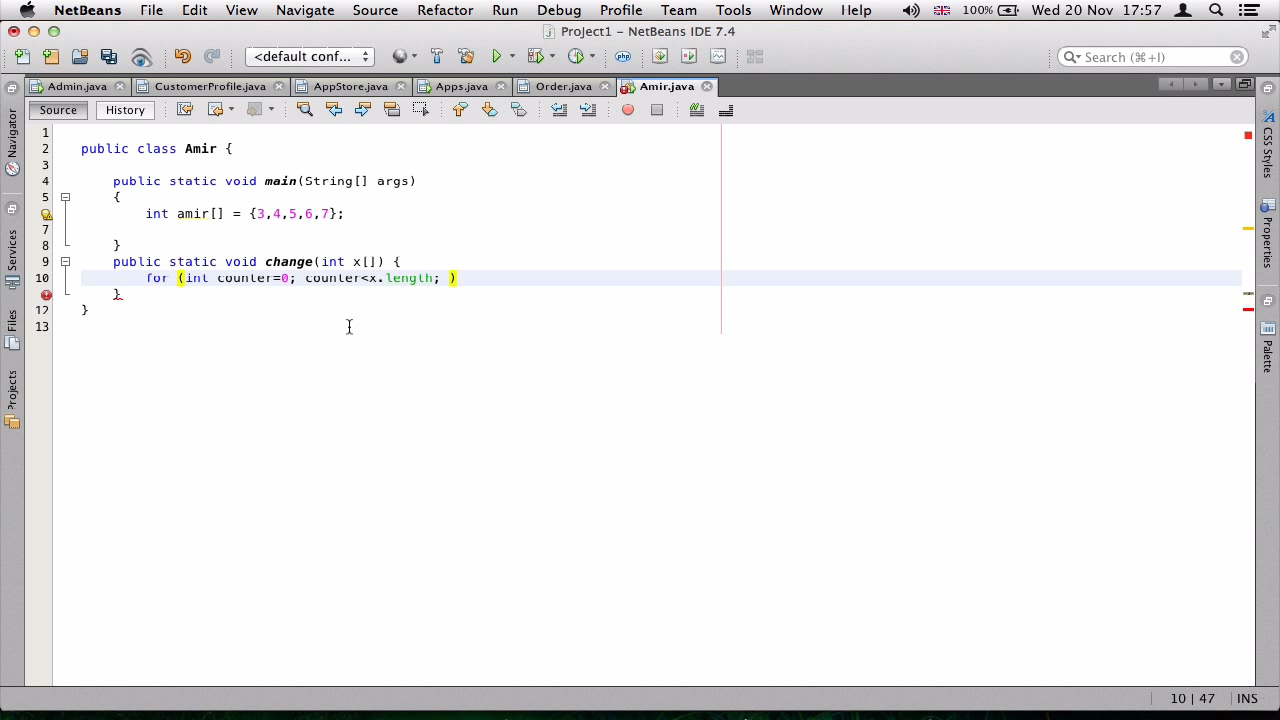 NetBeans File Edit View Navigate Source Refactor Run Debug Profile Team Tools Window Help 100% Wed 20 Nov 17:57
Project1 – NetBeans IDE 7.4
<default conf... php Search (⌘+I)
Admin.java CustomerProfile.java AppStore.java Apps.java Order.java Amir.java
Source History
Navigator
Services
Files
Projects
1
2 public class Amir {
3
4 public static void main(String[] args)
5 {
int amir[] = {3,4,5,6,7};
7
8 }
9 public static void change(int x[]) {
10 for (int counter=0; counter<x.length; )
}
12 }
13
CSS Styles
Properties
Palette
10 | 47 INS